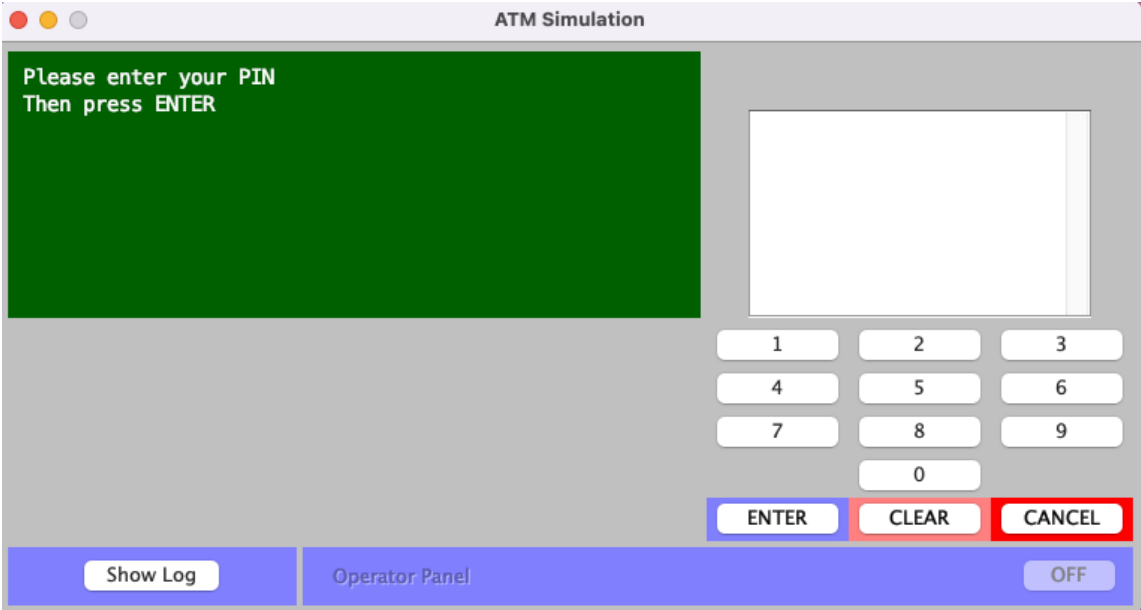 ATM Simulation
Please enter your PIN
Then press ENTER
1 2 3
4 5 6
7 8 9
0
ENTER CLEAR CANCEL
Show Log Operator Panel OFF